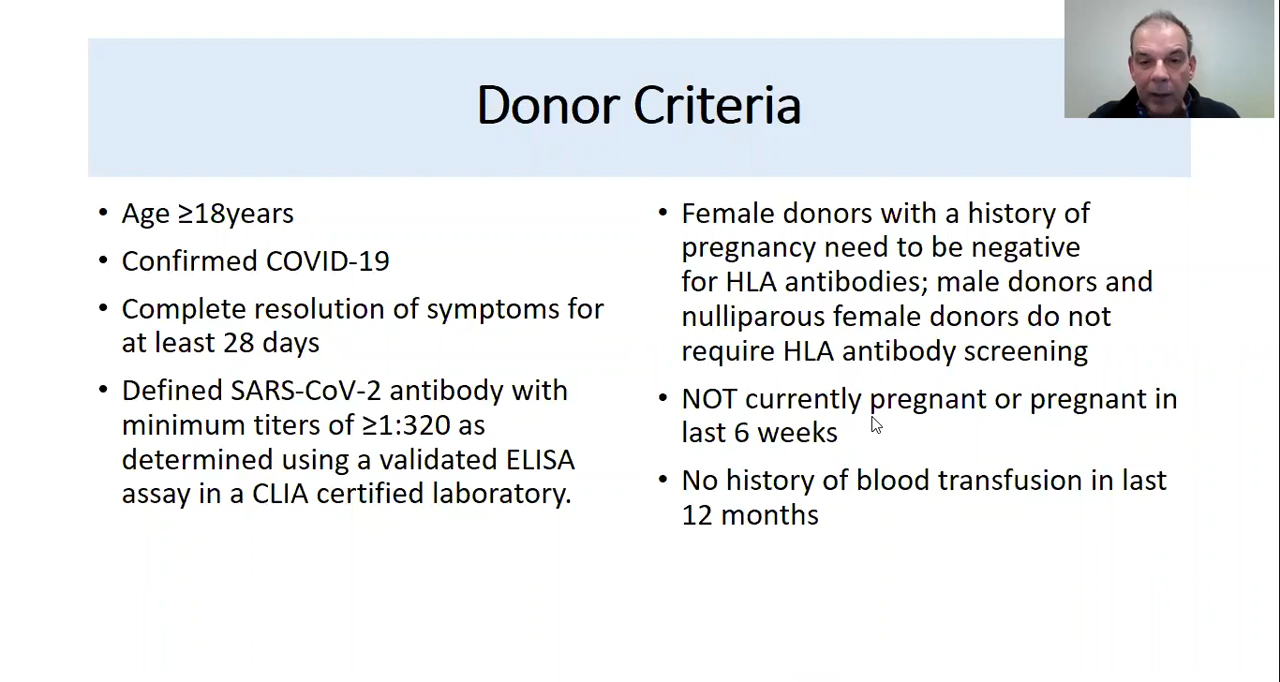 Donor Criteria
• Age ≥18years
• Confirmed COVID-19
• Complete resolution of symptoms for
at least 28 days
• Defined SARS-CoV-2 antibody with
minimum titers of ≥1:320 as
determined using a validated ELISA
assay in a CLIA certified laboratory.
• Female donors with a history of
pregnancy need to be negative
for HLA antibodies; male donors and
nulliparous female donors do not
require HLA antibody screening
• NOT currently pregnant or pregnant in
last 6 weeks
• No history of blood transfusion in last
12 months